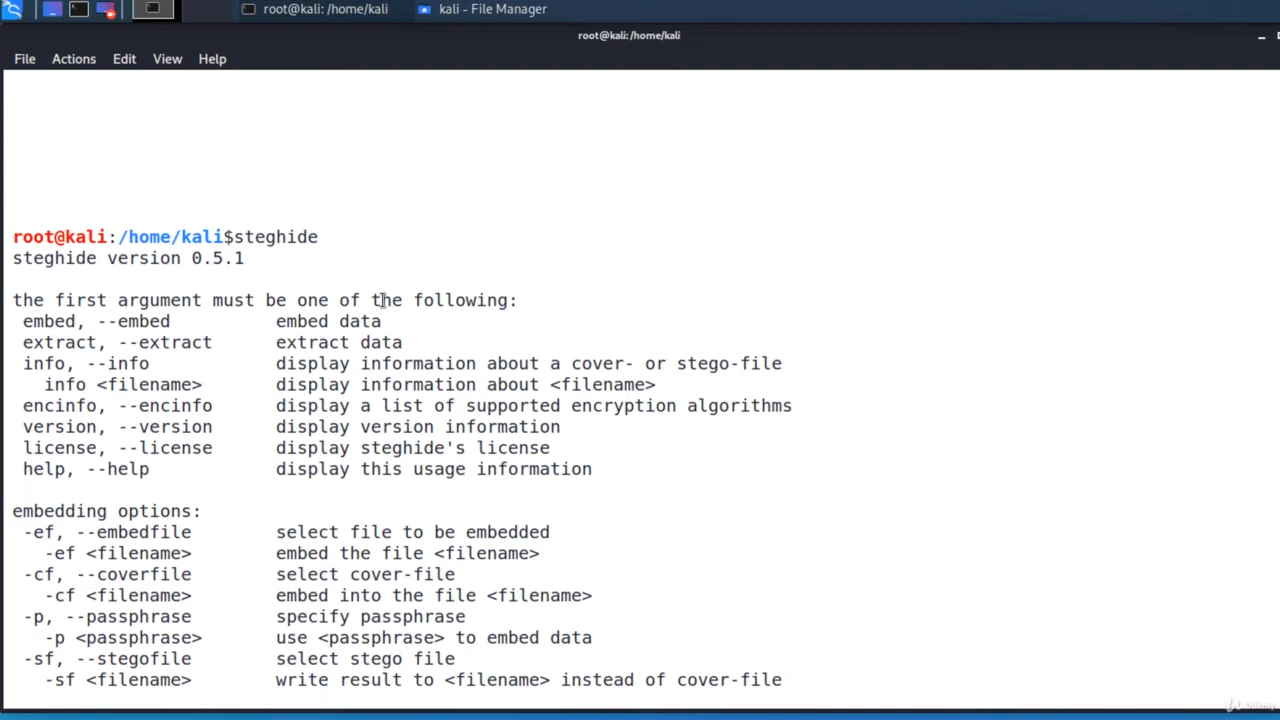 root@kali: /home/kali
kali - File Manager
root@kali: /home/kali
File Actions Edit View Help
root@kali:/home/kali$steghide
steghide version 0.5.1
the first argument must be one of the following:
embed, --embed embed data
extract, --extract extract data
info, --info display information about a cover- or stego-file
info <filename> display information about <filename>
encinfo, --encinfo display a list of supported encryption algorithms
version, --version display version information
license, --license display steghide's license
help, --help display this usage information
embedding options:
-ef, --embedfile select file to be embedded
-ef <filename> embed the file <filename>
-cf, --coverfile select cover-file
-cf <filename> embed into the file <filename>
-p, --passphrase specify passphrase
-p <passphrase> use <passphrase> to embed data
-sf, --stegofile select stego file
-sf <filename> write result to <filename> instead of cover-file
Udemy